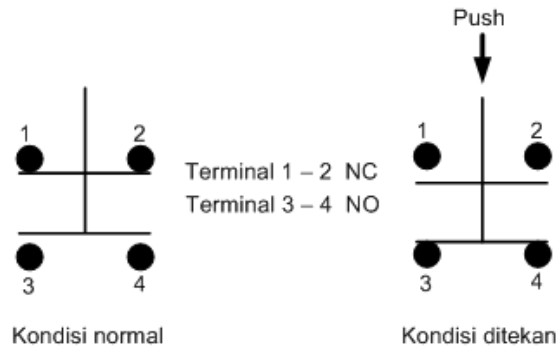 Push
1 2
1 2
Terminal 1 – 2 NC
Terminal 3 – 4 NO
3 4
3 4
Kondisi normal
Kondisi ditekan